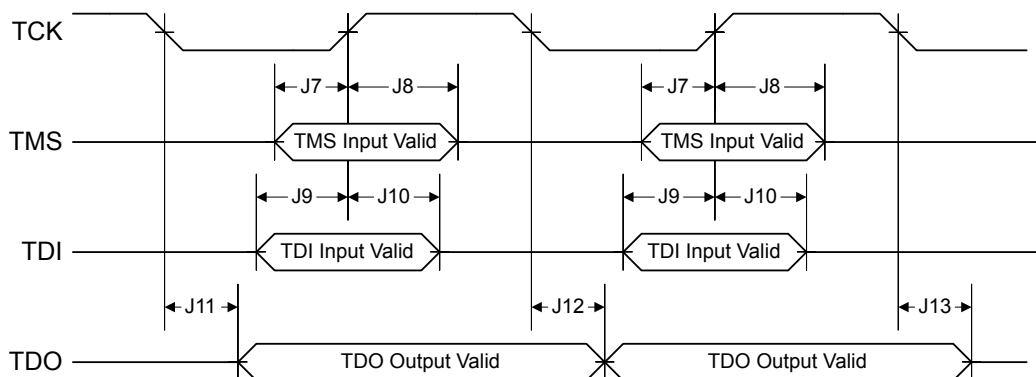 TCK
J7 J8 J7 J8
TMS TMS Input Valid TMS Input Valid
J9 J10 J9 J10
TDI TDI Input Valid TDI Input Valid
J11 J12 J13
TDO TDO Output Valid TDO Output Valid